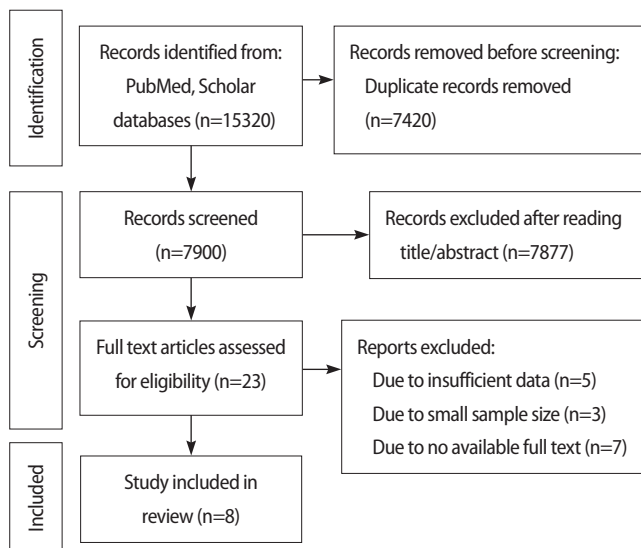 Identification
Records identified from:
PubMed, Scholar
databases (n=15320)
Records removed before screening:
Duplicate records removed
(n=7420)
Screening
Records screened
(n=7900)
Records excluded after reading
title/abstract (n=7877)
Full text articles assessed
for eligibility (n=23)
Reports excluded:
Due to insufficient data (n=5)
Due to small sample size (n=3)
Due to no available full text (n=7)
Included
Study included in
review (n=8)